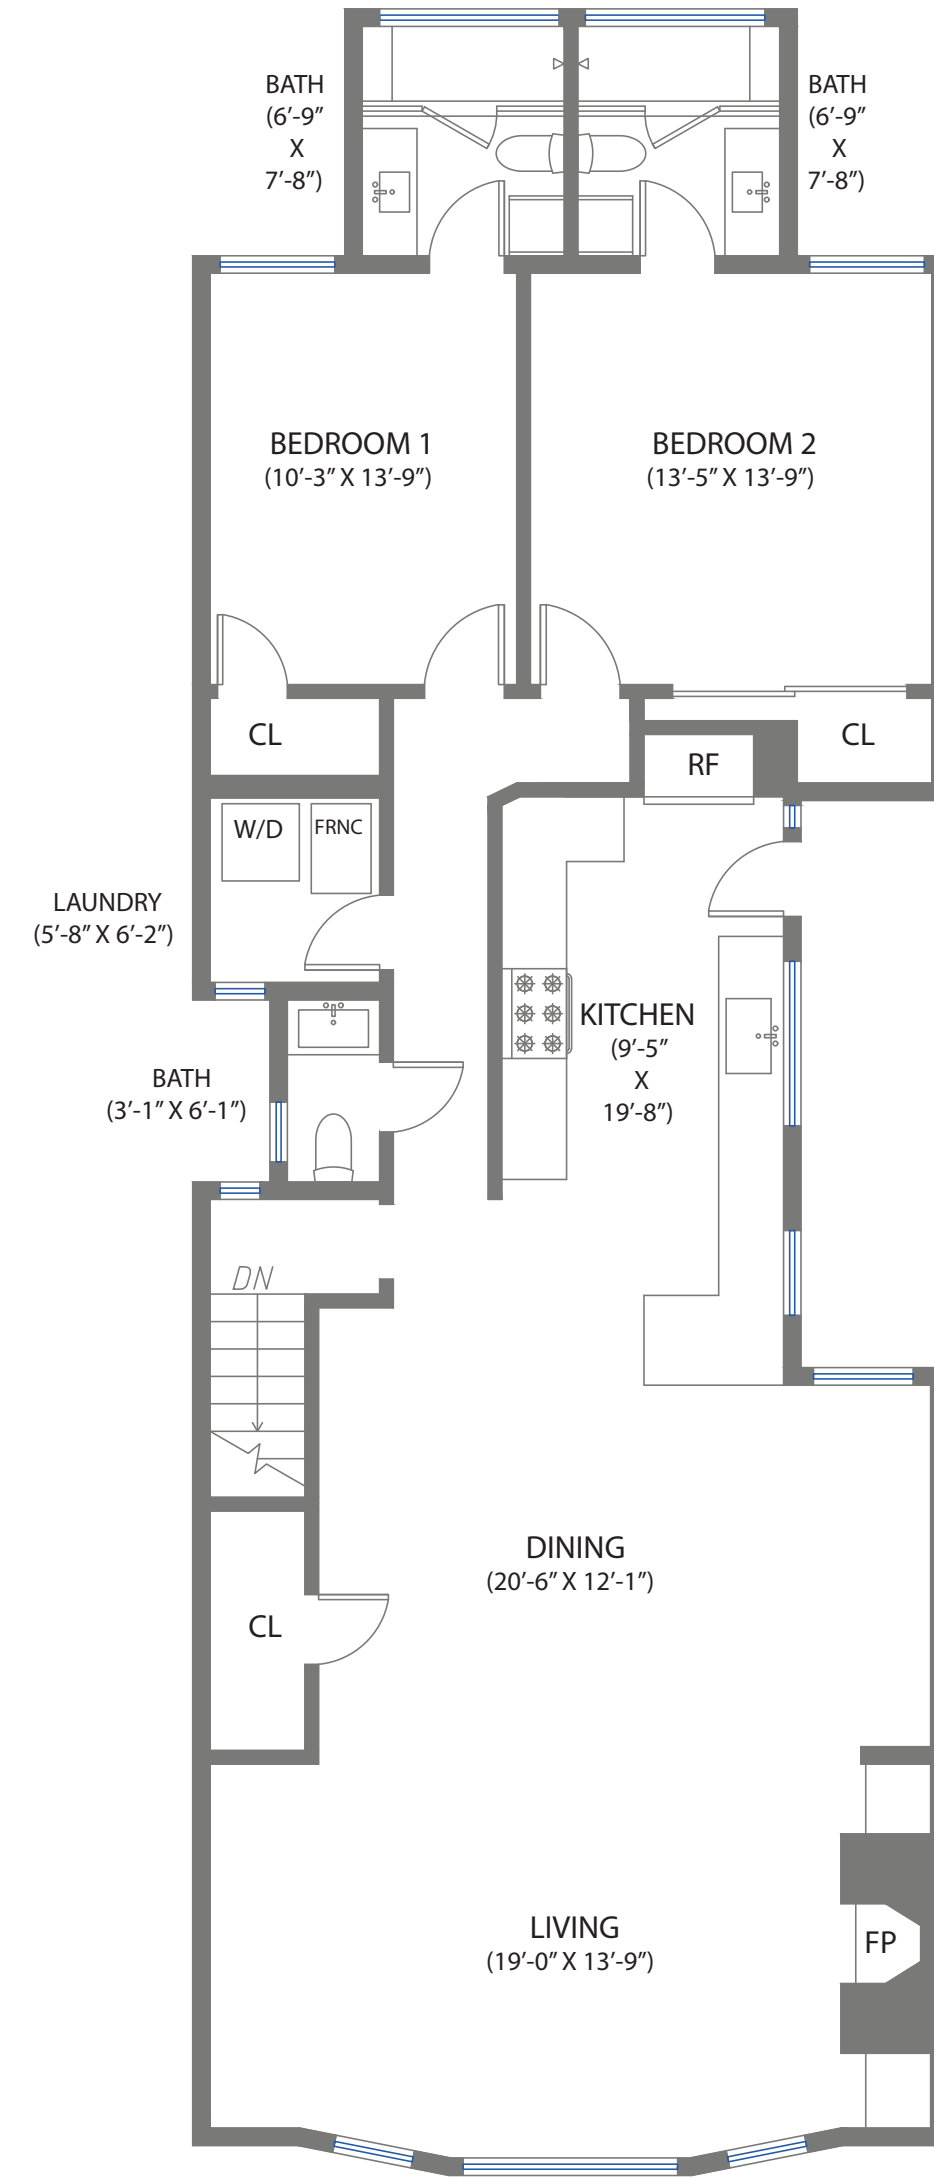 BATH
(6’-9”
X
7’-8”)
BATH
(6’-9”
X
7’-8”)
BEDROOM 1
(10’-3” X 13’-9”)
BEDROOM 2
(13’-5” X 13’-9”)
CL
RF
CL
W/D
FRNC
LAUNDRY
(5’-8” X 6’-2”)
KITCHEN
(9’-5”
X
19’-8”)
BATH
(3’-1” X 6’-1”)
DN
DINING
(20’-6” X 12’-1”)
CL
LIVING
(19’-0” X 13’-9”)
FP